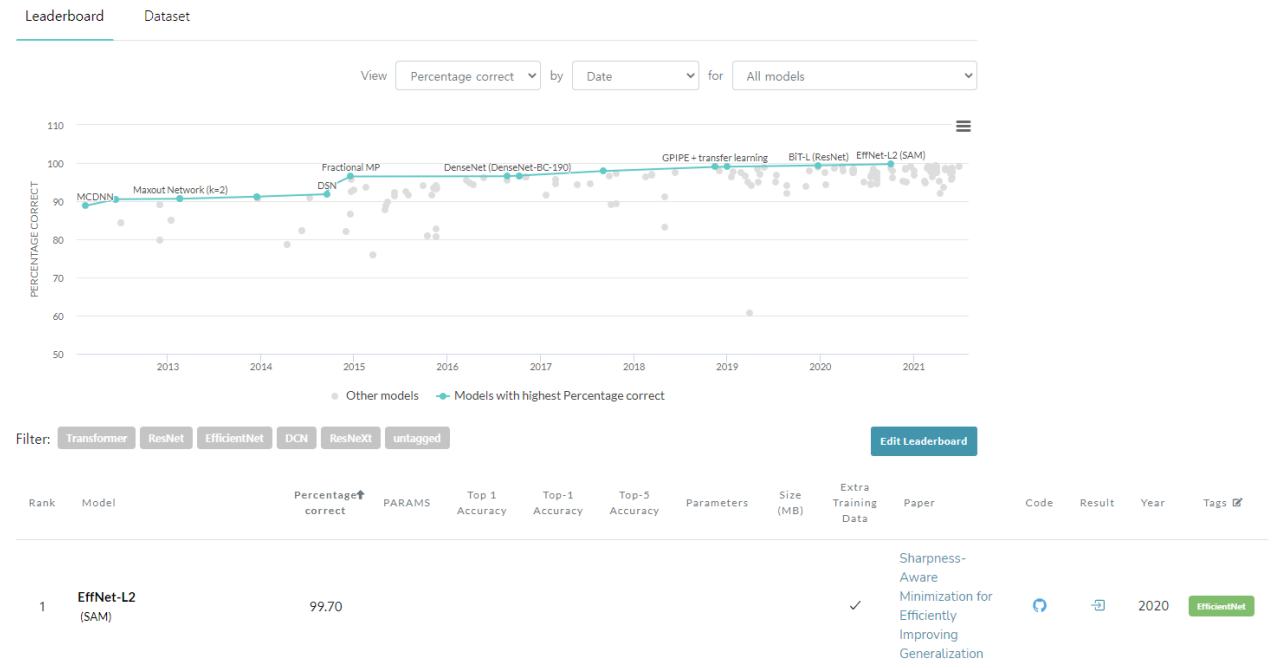 Leaderboard Dataset
View Percentage correct by Date for All models
110
100
90
80
70
60
50
PERCENTAGE CORRECT
MCDNN
Maxout Network (k=2)
DSN
Fractional MP
DenseNet (DenseNet-BC-190)
GPIPE + transfer learning
BiT-L (ResNet)
EffNet-L2 (SAM)
2013 2014 2015 2016 2017 2018 2019 2020 2021
Other models Models with highest Percentage correct
Filter: Transformer ResNet EfficientNet DCN ResNeXt untagged Edit Leaderboard
Rank Model Percentage correct PARAMS Top 1 Accuracy Top-1 Accuracy Top-5 Accuracy Parameters Size (MB) Extra Training Data Paper Code Result Year Tags
1 EffNet-L2 (SAM) 99.70 ✓ Sharpness-
Aware
Minimization for
Efficiently
Improving
Generalization
2020 EfficientNet